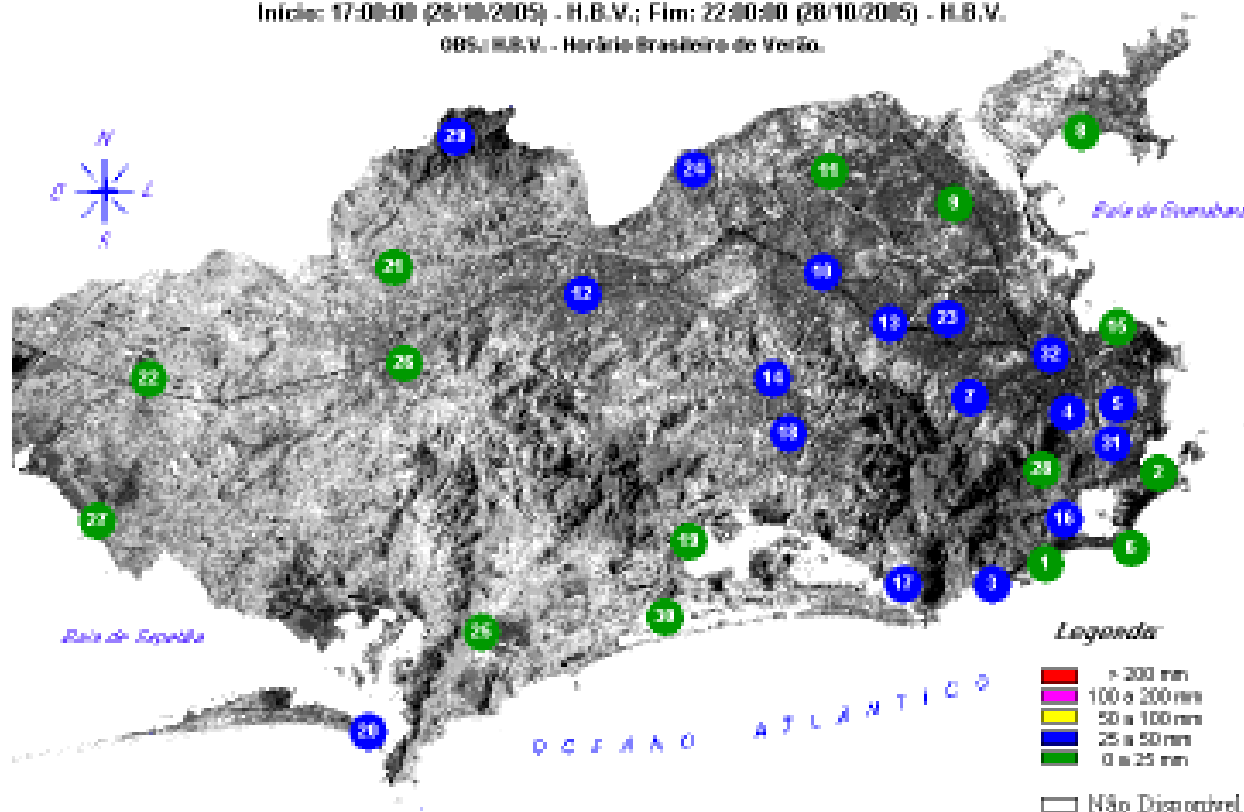 Início: 17:00:00 (26/10/2005) - H.B.V.; Fim: 22:00:00 (28/10/2005) - H.B.V.
OBS.: H.B.V. - Horário Brasileiro de Verão.
N
O
L
S
29
24
11
8
9
Baía de Guanabara
21
12
10
13
23
15
32
22
25
14
7
4
5
18
31
28
2
27
16
19
6
1
17
3
30
26
Baía de Sepetiba
20
OCEANO ATLÂNTICO
Legenda
> 200 mm
100 a 200 mm
50 a 100 mm
25 a 50 mm
0 a 25 mm
Não Disponível